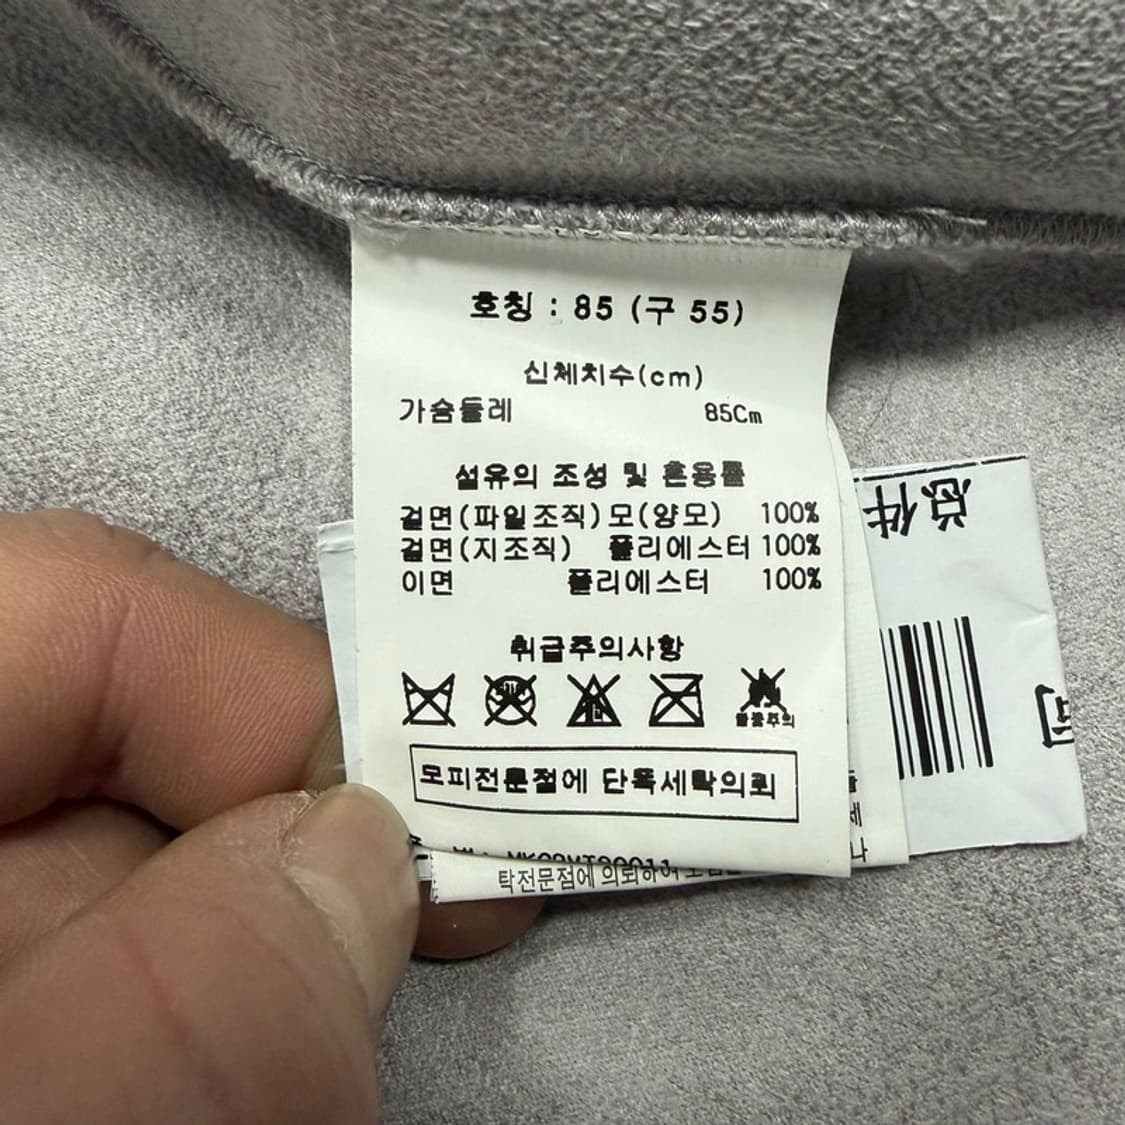 호칭 : 85 (구 55)
신체치수(cm)
가슴둘레 85Cm
섬유의 조성 및 혼용률
겉면(파일조직) 모(양모) 100%
겉면(지조직) 폴리에스터 100%
이면 폴리에스터 100%
취급주의사항
불꽃주의
모피전문점에 단독세탁의뢰
탁전문점에 의뢰하여
总件